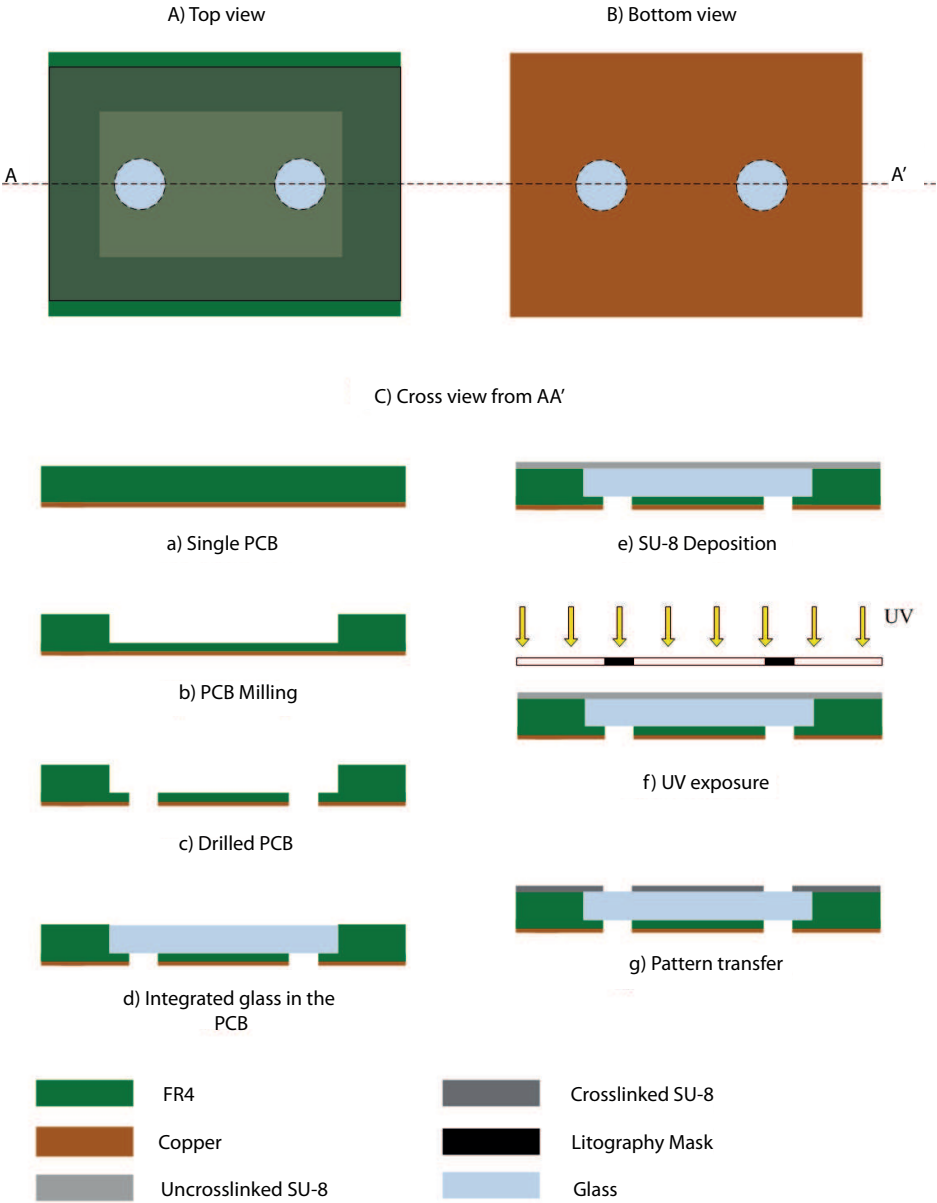 A) Top view
B) Bottom view
A
A’
C) Cross view from AA’
a) Single PCB
b) PCB Milling
c) Drilled PCB
d) Integrated glass in the
PCB
e) SU-8 Deposition
UV
f) UV exposure
g) Pattern transfer
FR4
Copper
Uncrosslinked SU-8
Crosslinked SU-8
Litography Mask
Glass